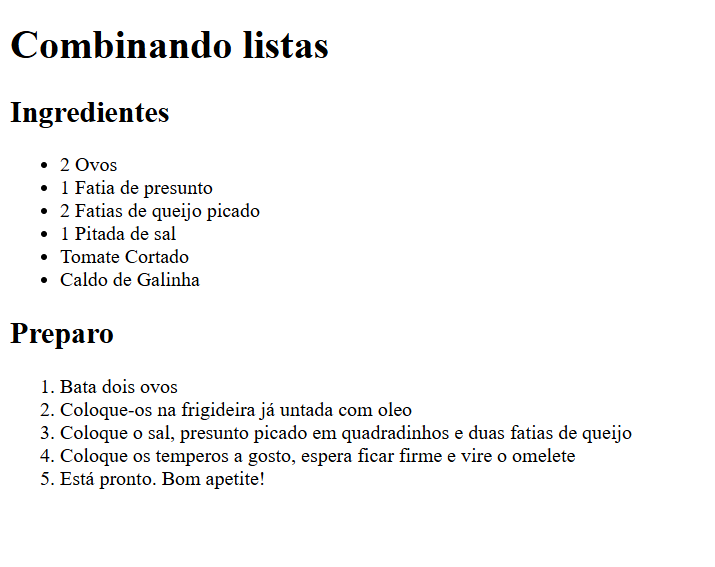 Combinando listas
Ingredientes
• 2 Ovos
• 1 Fatia de presunto
• 2 Fatias de queijo picado
• 1 Pitada de sal
• Tomate Cortado
• Caldo de Galinha
Preparo
1. Bata dois ovos
2. Coloque-os na frigideira já untada com oleo
3. Coloque o sal, presunto picado em quadradinhos e duas fatias de queijo
4. Coloque os temperos a gosto, espera ficar firme e vire o omelete
5. Está pronto. Bom apetite!